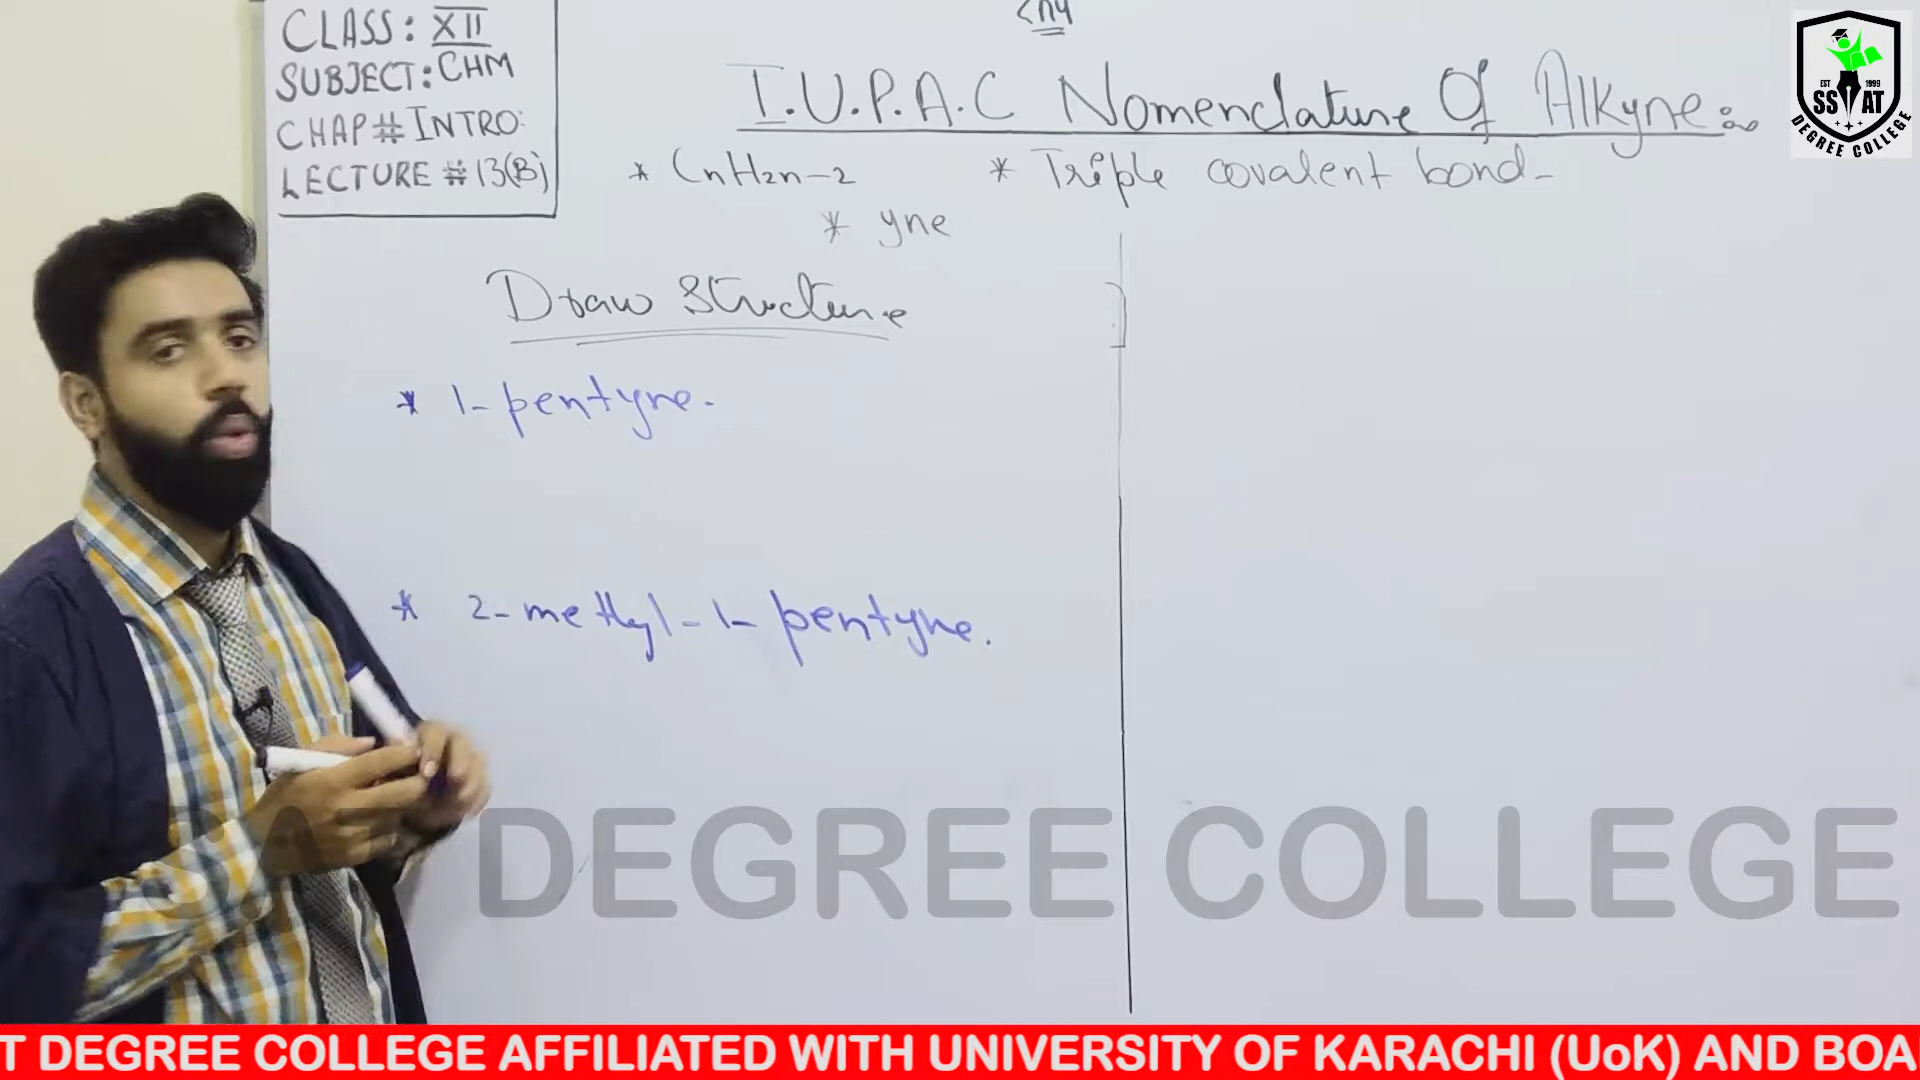 CLASS: XII
SUBJECT: CHM
CHAP# INTRO:
LECTURE # 13(B)
I.U.P.A.C Nomenclature Of Alkyne:
* CnH2n-2 * Triple covalent bond-
* yne
Draw Structure
* 1-pentyne.
* 2-methyl-1-pentyne.
EST 1999
SS AT
DEGREE COLLEGE
DEGREE COLLEGE
T DEGREE COLLEGE AFFILIATED WITH UNIVERSITY OF KARACHI (UoK) AND BOA